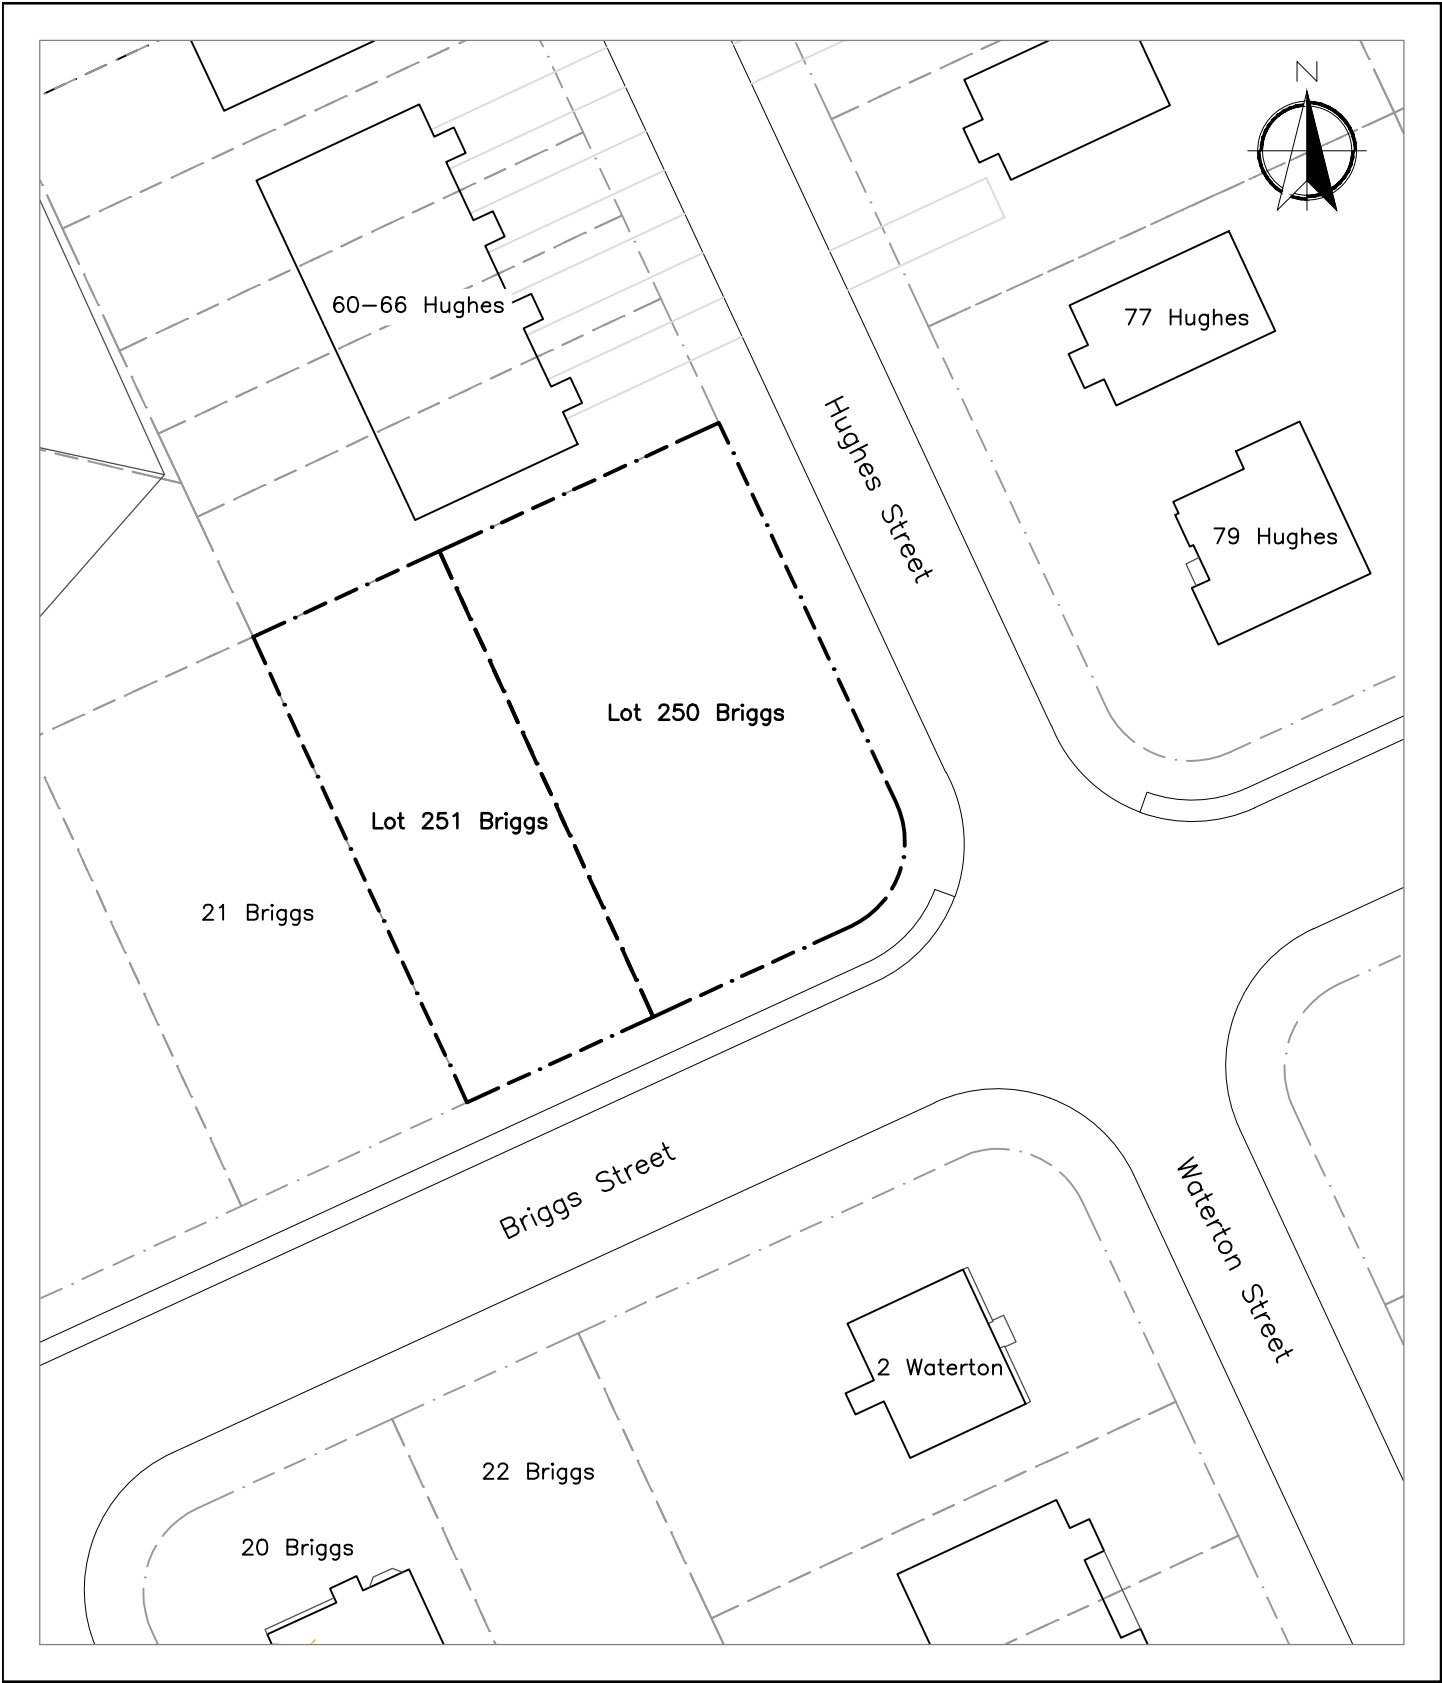 N
60-66 Hughes
77 Hughes
Hughes Street
79 Hughes
Lot 250 Briggs
Lot 251 Briggs
21 Briggs
Briggs Street
Waterton Street
2 Waterton
22 Briggs
20 Briggs